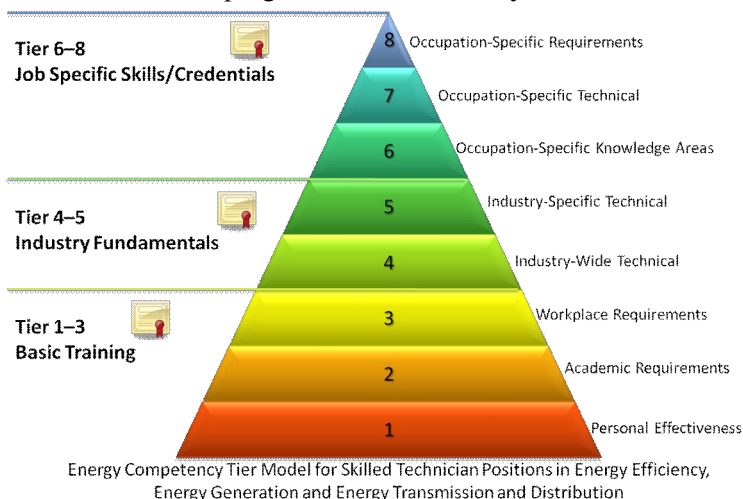 Tier 6–8
Job Specific Skills/Credentials
8 Occupation-Specific Requirements
7 Occupation-Specific Technical
6 Occupation-Specific Knowledge Areas
Tier 4–5
Industry Fundamentals
5 Industry-Specific Technical
4 Industry-Wide Technical
Tier 1–3
Basic Training
3 Workplace Requirements
2 Academic Requirements
1 Personal Effectiveness
Energy Competency Tier Model for Skilled Technician Positions in Energy Efficiency,
Energy Generation and Energy Transmission and Distribution